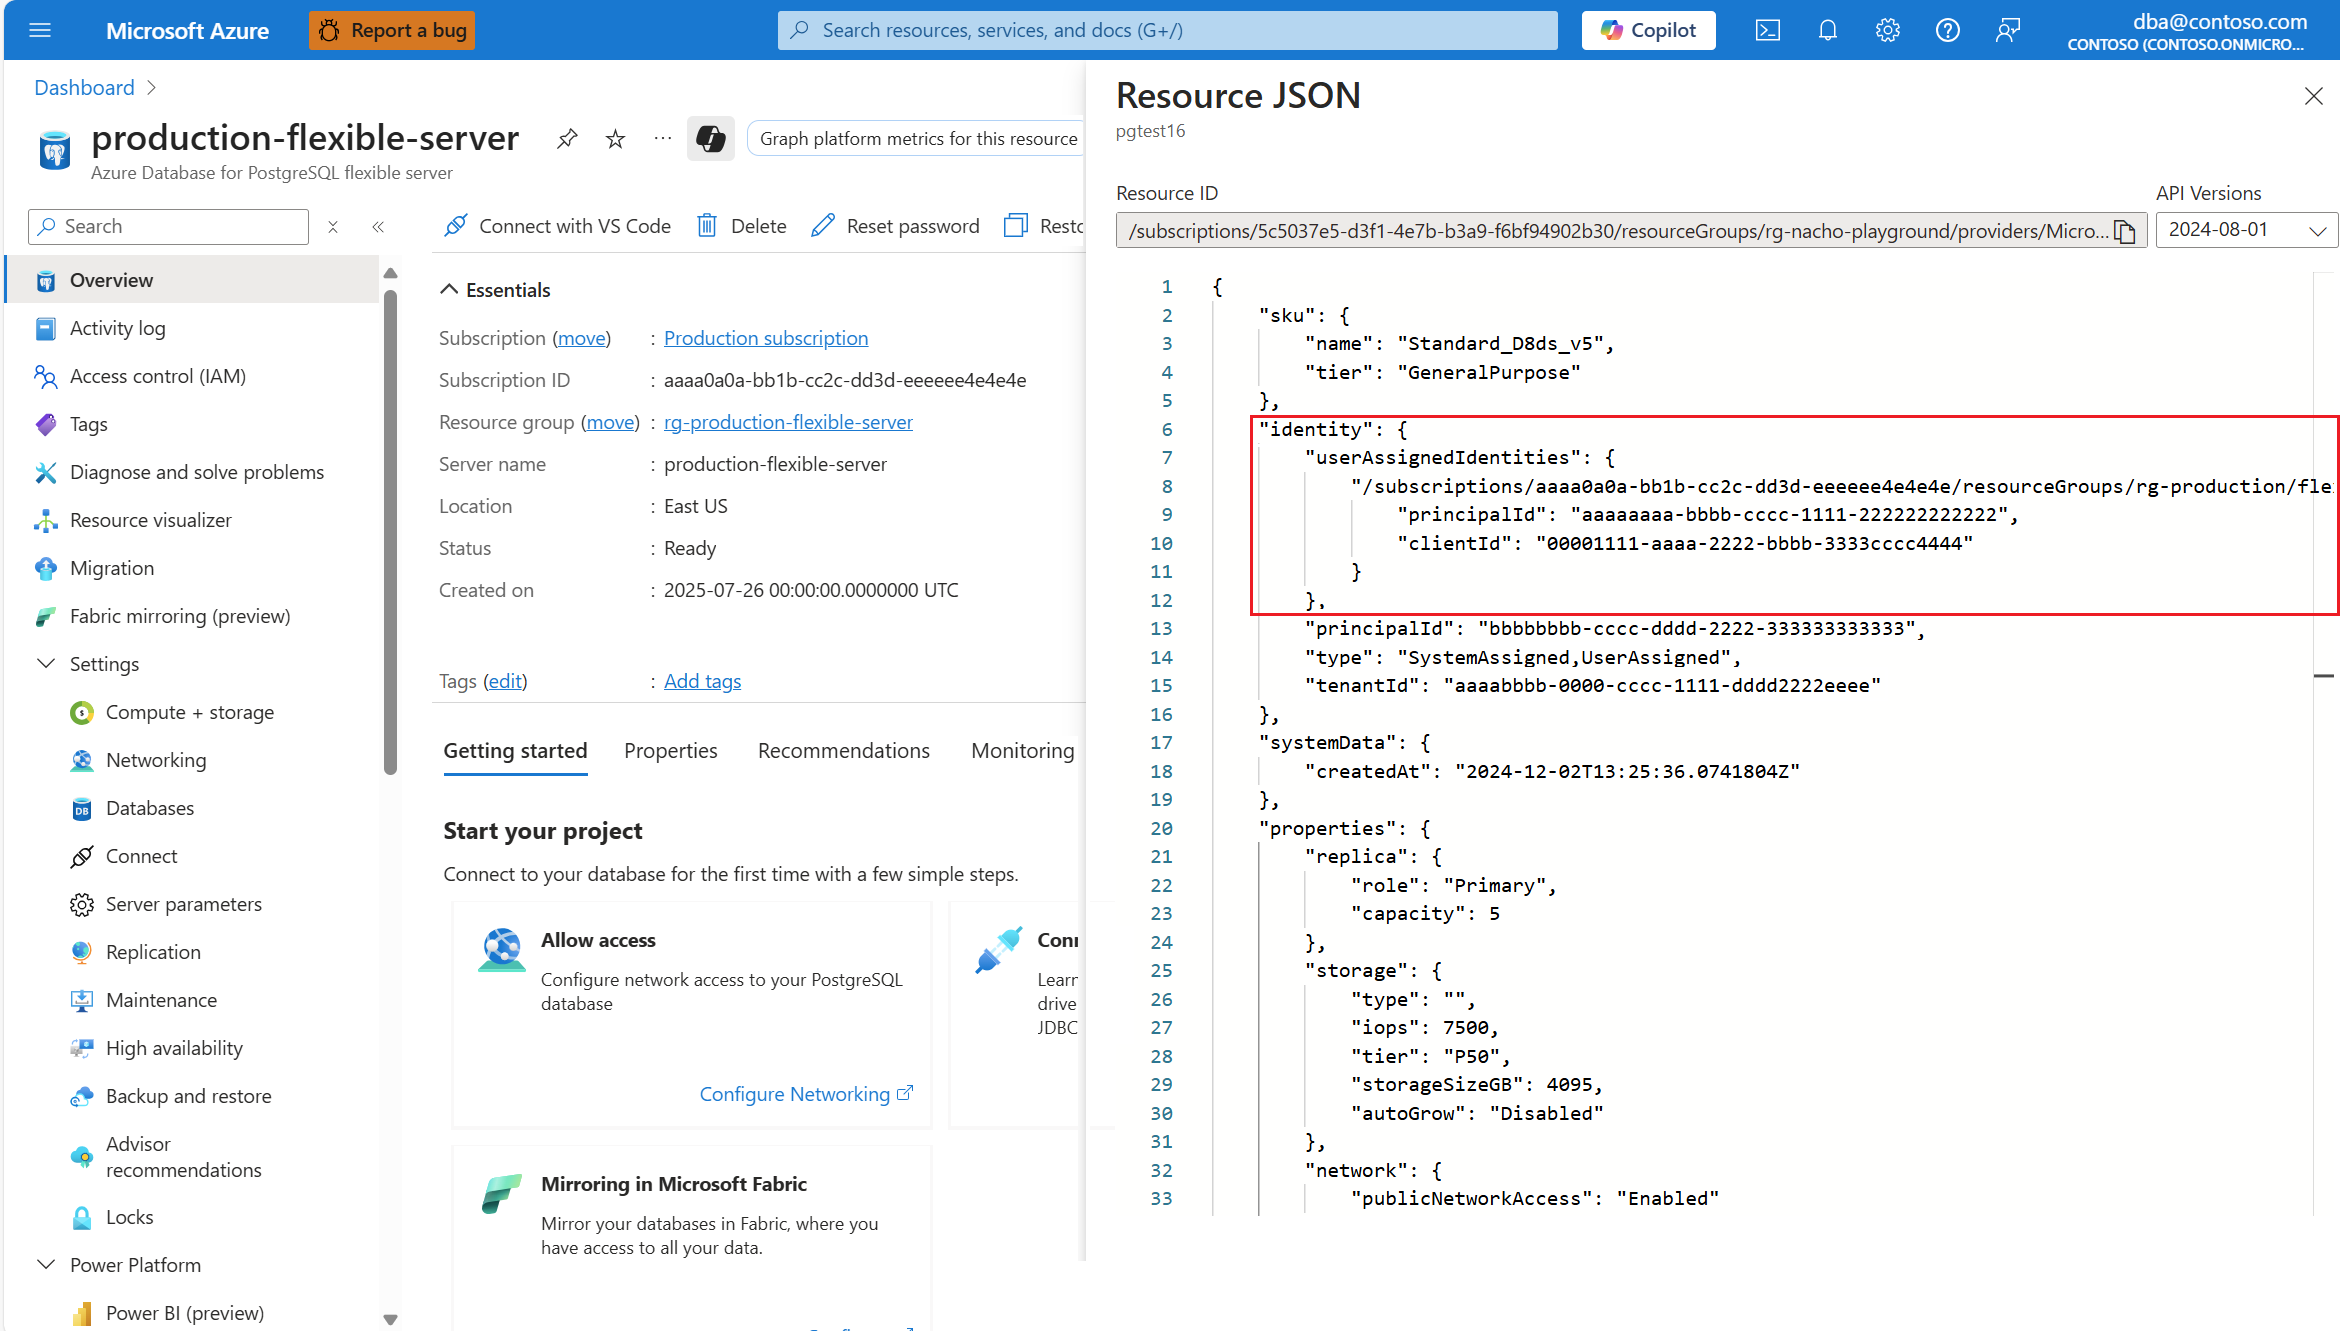 Microsoft Azure
Report a bug
Search resources, services, and docs (G+/)
Copilot
dba@contoso.com
CONTOSO (CONTOSO.ONMICRO...
Dashboard
production-flexible-server
Azure Database for PostgreSQL flexible server
Graph platform metrics for this resource
Search
Connect with VS Code
Delete
Reset password
Resto
Overview
Activity log
Access control (IAM)
Tags
Diagnose and solve problems
Resource visualizer
Migration
Fabric mirroring (preview)
Settings
Compute + storage
Networking
Databases
Connect
Server parameters
Replication
Maintenance
High availability
Backup and restore
Advisor
recommendations
Locks
Power Platform
Power BI (preview)
Essentials
Subscription (move) : Production subscription
Subscription ID : aaaa0a0a-bb1b-cc2c-dd3d-eeeeee4e4e4e
Resource group (move) : rg-production-flexible-server
Server name : production-flexible-server
Location : East US
Status : Ready
Created on : 2025-07-26 00:00:00.0000000 UTC
Tags (edit) : Add tags
Getting started
Properties
Recommendations
Monitoring
Start your project
Connect to your database for the first time with a few simple steps.
Allow access
Configure network access to your PostgreSQL
database
Configure Networking
Conn
Learn
drive
JDBC
Mirroring in Microsoft Fabric
Mirror your databases in Fabric, where you
have access to all your data.
Resource JSON
pgtest16
Resource ID
/subscriptions/5c5037e5-d3f1-4e7b-b3a9-f6bf94902b30/resourceGroups/rg-nacho-playground/providers/Micro...
API Versions
2024-08-01
1 {
2 "sku": {
3 "name": "Standard_D8ds_v5",
4 "tier": "GeneralPurpose"
5 },
6 "identity": {
7 "userAssignedIdentities": {
8 "/subscriptions/aaaa0a0a-bb1b-cc2c-dd3d-eeeeee4e4e4e/resourceGroups/rg-production/fle
9 "principalId": "aaaaaaaa-bbbb-cccc-1111-222222222222",
10 "clientId": "00001111-aaaa-2222-bbbb-3333cccc4444"
11 }
12 },
13 "principalId": "bbbbbbbb-cccc-dddd-2222-333333333333",
14 "type": "SystemAssigned,UserAssigned",
15 "tenantId": "aaaabbbb-0000-cccc-1111-dddd2222eeee"
16 },
17 "systemData": {
18 "createdAt": "2024-12-02T13:25:36.0741804Z"
19 },
20 "properties": {
21 "replica": {
22 "role": "Primary",
23 "capacity": 5
24 },
25 "storage": {
26 "type": "",
27 "iops": 7500,
28 "tier": "P50",
29 "storageSizeGB": 4095,
30 "autoGrow": "Disabled"
31 },
32 "network": {
33 "publicNetworkAccess": "Enabled"